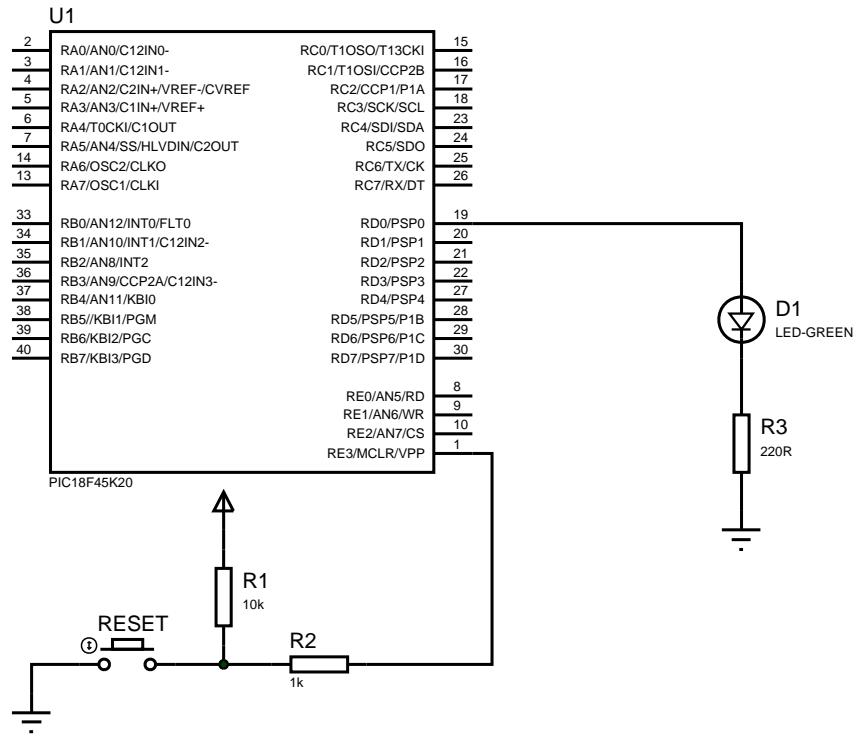 U1
2 RA0/AN0/C12IN0- RC0/T1OSO/T13CKI 15
3 RA1/AN1/C12IN1- RC1/T1OSI/CCP2B 16
4 RA2/AN2/C2IN+/VREF-/CVREF RC2/CCP1/P1A 17
5 RA3/AN3/C1IN+/VREF+ RC3/SCK/SCL 18
6 RA4/T0CKI/C1OUT RC4/SDI/SDA 23
7 RA5/AN4/SS/HLVDIN/C2OUT RC5/SDO 24
14 RA6/OSC2/CLKO RC6/TX/CK 25
13 RA7/OSC1/CLKI RC7/RX/DT 26
33 RB0/AN12/INT0/FLT0 RD0/PSP0 19
34 RB1/AN10/INT1/C12IN2- RD1/PSP1 20
35 RB2/AN8/INT2 RD2/PSP2 21
36 RB3/AN9/CCP2A/C12IN3- RD3/PSP3 22
37 RB4/AN11/KBI0 RD4/PSP4 27
38 RB5//KBI1/PGM RD5/PSP5/P1B 28
39 RB6/KBI2/PGC RD6/PSP6/P1C 29
40 RB7/KBI3/PGD RD7/PSP7/P1D 30
RE0/AN5/RD 8
RE1/AN6/WR 9
RE2/AN7/CS 10
RE3/MCLR/VPP 1
PIC18F45K20
D1
LED-GREEN
R3
220R
R1
10k
RESET
R2
1k